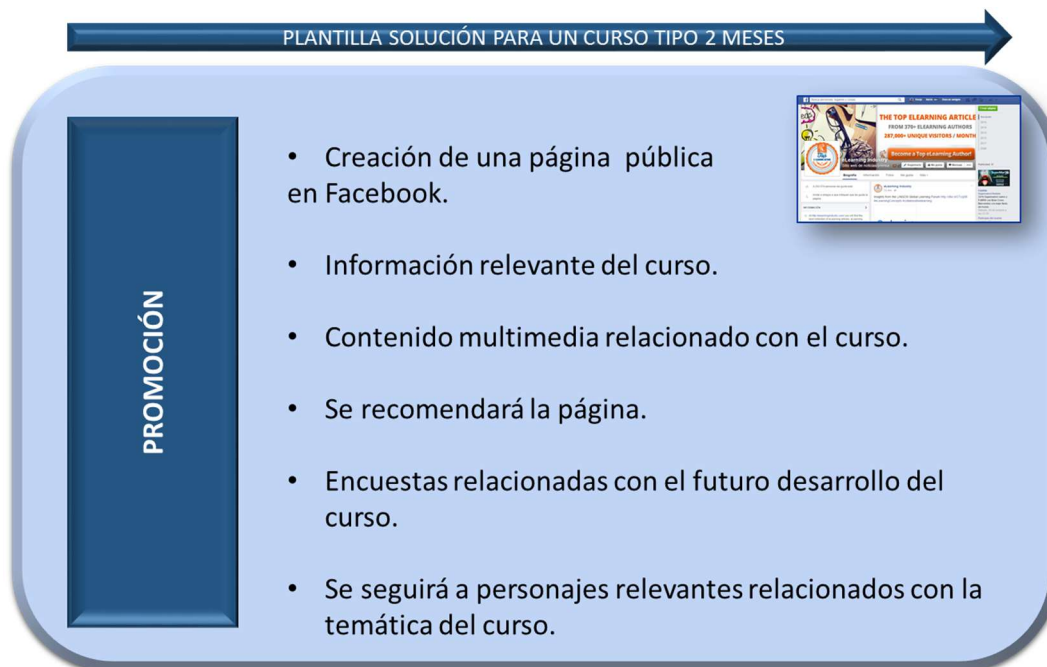 PLANTILLA SOLUCIÓN PARA UN CURSO TIPO 2 MESES
THE TOP ELEARNING ARTICLE
FROM 370+ ELEARNING AUTHORS
287,000+ UNIQUE VISITORS / MONTH
Become a Top eLearning Author!
eLearning Industry
PROMOCIÓN
• Creación de una página pública
en Facebook.
• Información relevante del curso.
• Contenido multimedia relacionado con el curso.
• Se recomendará la página.
• Encuestas relacionadas con el futuro desarrollo del
curso.
• Se seguirá a personajes relevantes relacionados con la
temática del curso.